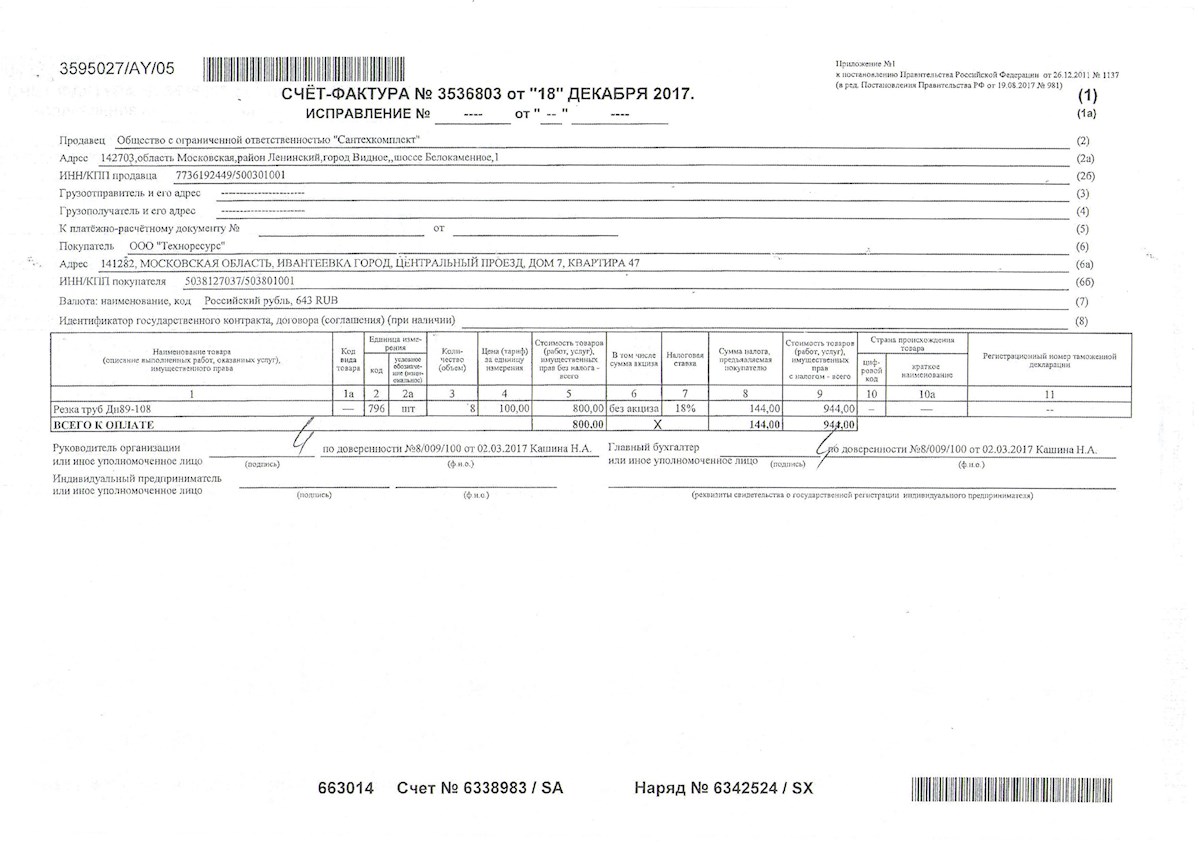 3595027/AY/05
Приложение №1
к постановлению Правительства Российской Федерации от 26.12.2011 № 1137
(в ред. Постановления Правительства РФ от 19.08.2017 № 981)
СЧЁТ-ФАКТУРА № 3536803 от "18" ДЕКАБРЯ 2017. (1)
ИСПРАВЛЕНИЕ № ---- от " -- " ---- (1а)
Продавец Общество с ограниченной ответственностью "Сантехкомплект" (2)
Адрес 142703,область Московская,район Ленинский,город Видное,,шоссе Белокаменное,1 (2а)
ИНН/КПП продавца 7736192449/500301001 (2б)
Грузоотправитель и его адрес ---------------------- (3)
Грузополучатель и его адрес ---------------------- (4)
К платёжно-расчётному документу № от (5)
Покупатель ООО "Техноресурс" (6)
Адрес 141282, МОСКОВСКАЯ ОБЛАСТЬ, ИВАНТЕЕВКА ГОРОД, ЦЕНТРАЛЬНЫЙ ПРОЕЗД, ДОМ 7, КВАРТИРА 47 (6а)
ИНН/КПП покупателя 5038127037/503801001 (6б)
Валюта: наименование, код Российский рубль, 643 RUB (7)
Идентификатор государственного контракта, договора (соглашения) (при наличии) (8)
Наименование товара
(списание выполненных работ, оказанных услуг),
имущественного права
Код
вида
товара
Единица изме-
рения
код
условное
обозначе-
ние (наци-
ональное)
Коли-
чество
(объем)
Цена (тариф)
за единицу
измерения
Стоимость товаров
(работ, услуг),
имущественных
прав без налога -
всего
В том числе
сумма акциза
Налоговая
ставка
Сумма налога,
предъявляемая
покупателю
Стоимость товаров
(работ, услуг),
имущественных
прав
с налогом - всего
Страна происхождения
товара
циф-
ровой
код
краткое
наименование
Регистрационный номер таможенной
декларации
1 1а 2 2а 3 4 5 6 7 8 9 10 10а 11
Резка труб Дн89-108 — 796 шт 8 100,00 800,00 без акциза 18% 144,00 944,00 – — --
ВСЕГО К ОПЛАТЕ 800,00 X 144,00 944,00
Руководитель организации
или иное уполномоченное лицо по доверенности №8/009/100 от 02.03.2017 Кашина Н.А.
(подпись) (ф.и.о.)
Главный бухгалтер
или иное уполномоченное лицо по доверенности №8/009/100 от 02.03.2017 Кашина Н.А.
(подпись) (ф.и.о.)
Индивидуальный предприниматель
или иное уполномоченное лицо
(подпись) (ф.и.о.) (реквизиты свидетельства о государственной регистрации индивидуального предпринимателя)
663014 Счет № 6338983 / SA Наряд № 6342524 / SX